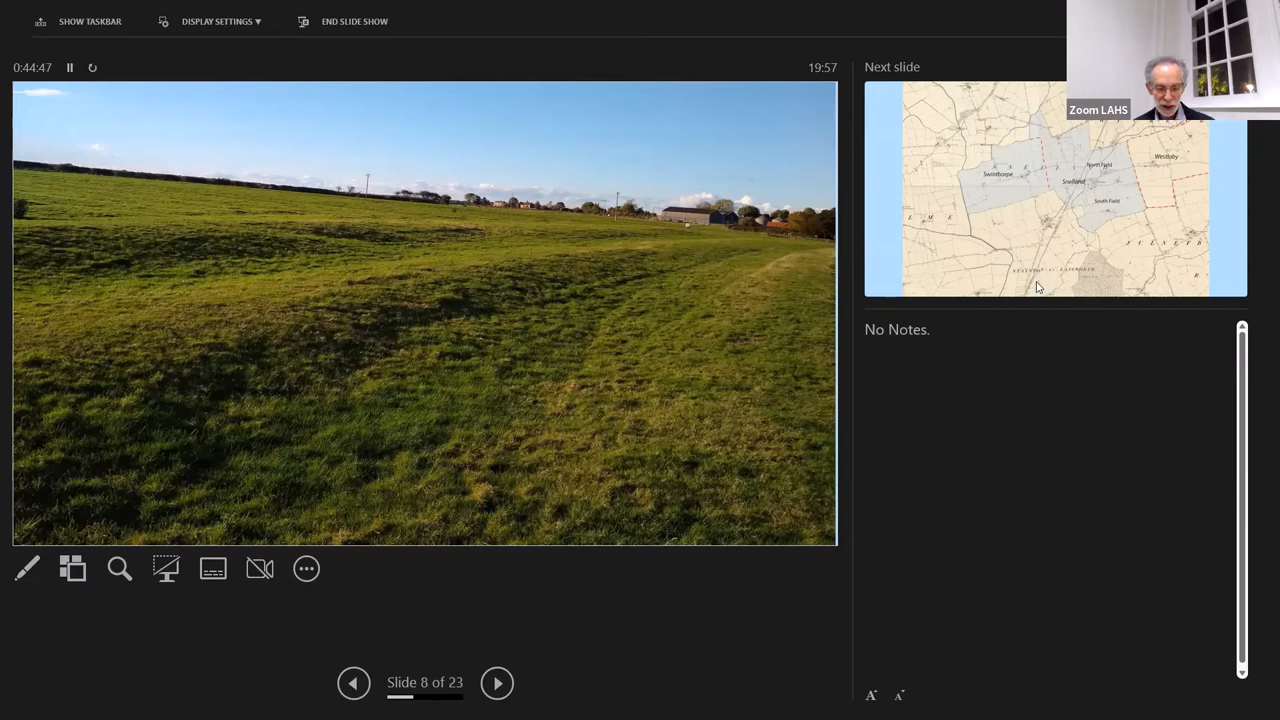 SHOW TASKBAR
DISPLAY SETTINGS ▼
END SLIDE SHOW
0:44:47
19:57
Next slide
Zoom LAHS
Westlaby
North Field
Swinthorpe
Snelland
South Field
No Notes.
Slide 8 of 23
A
A